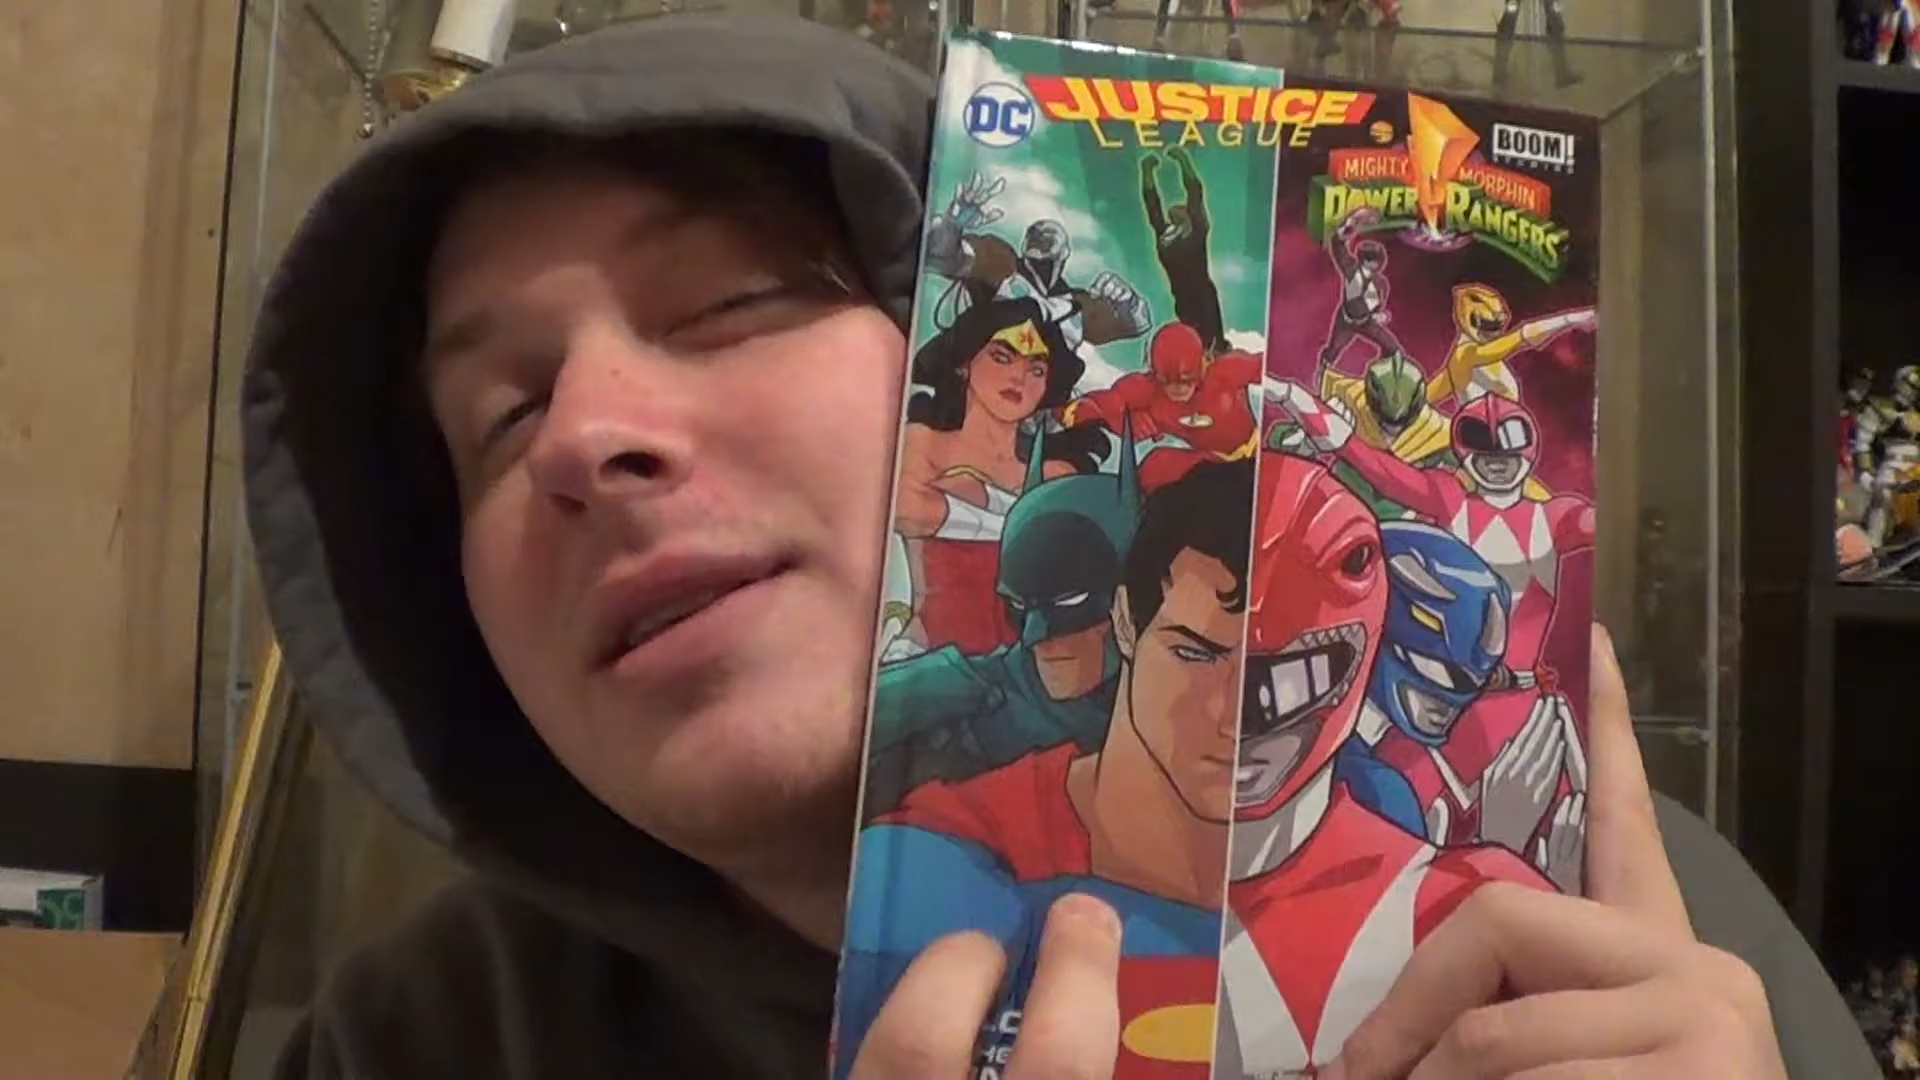 DC
JUSTICE
LEAGUE
BOOM!
STUDIOS
MIGHTY MORPHIN
POWER RANGERS